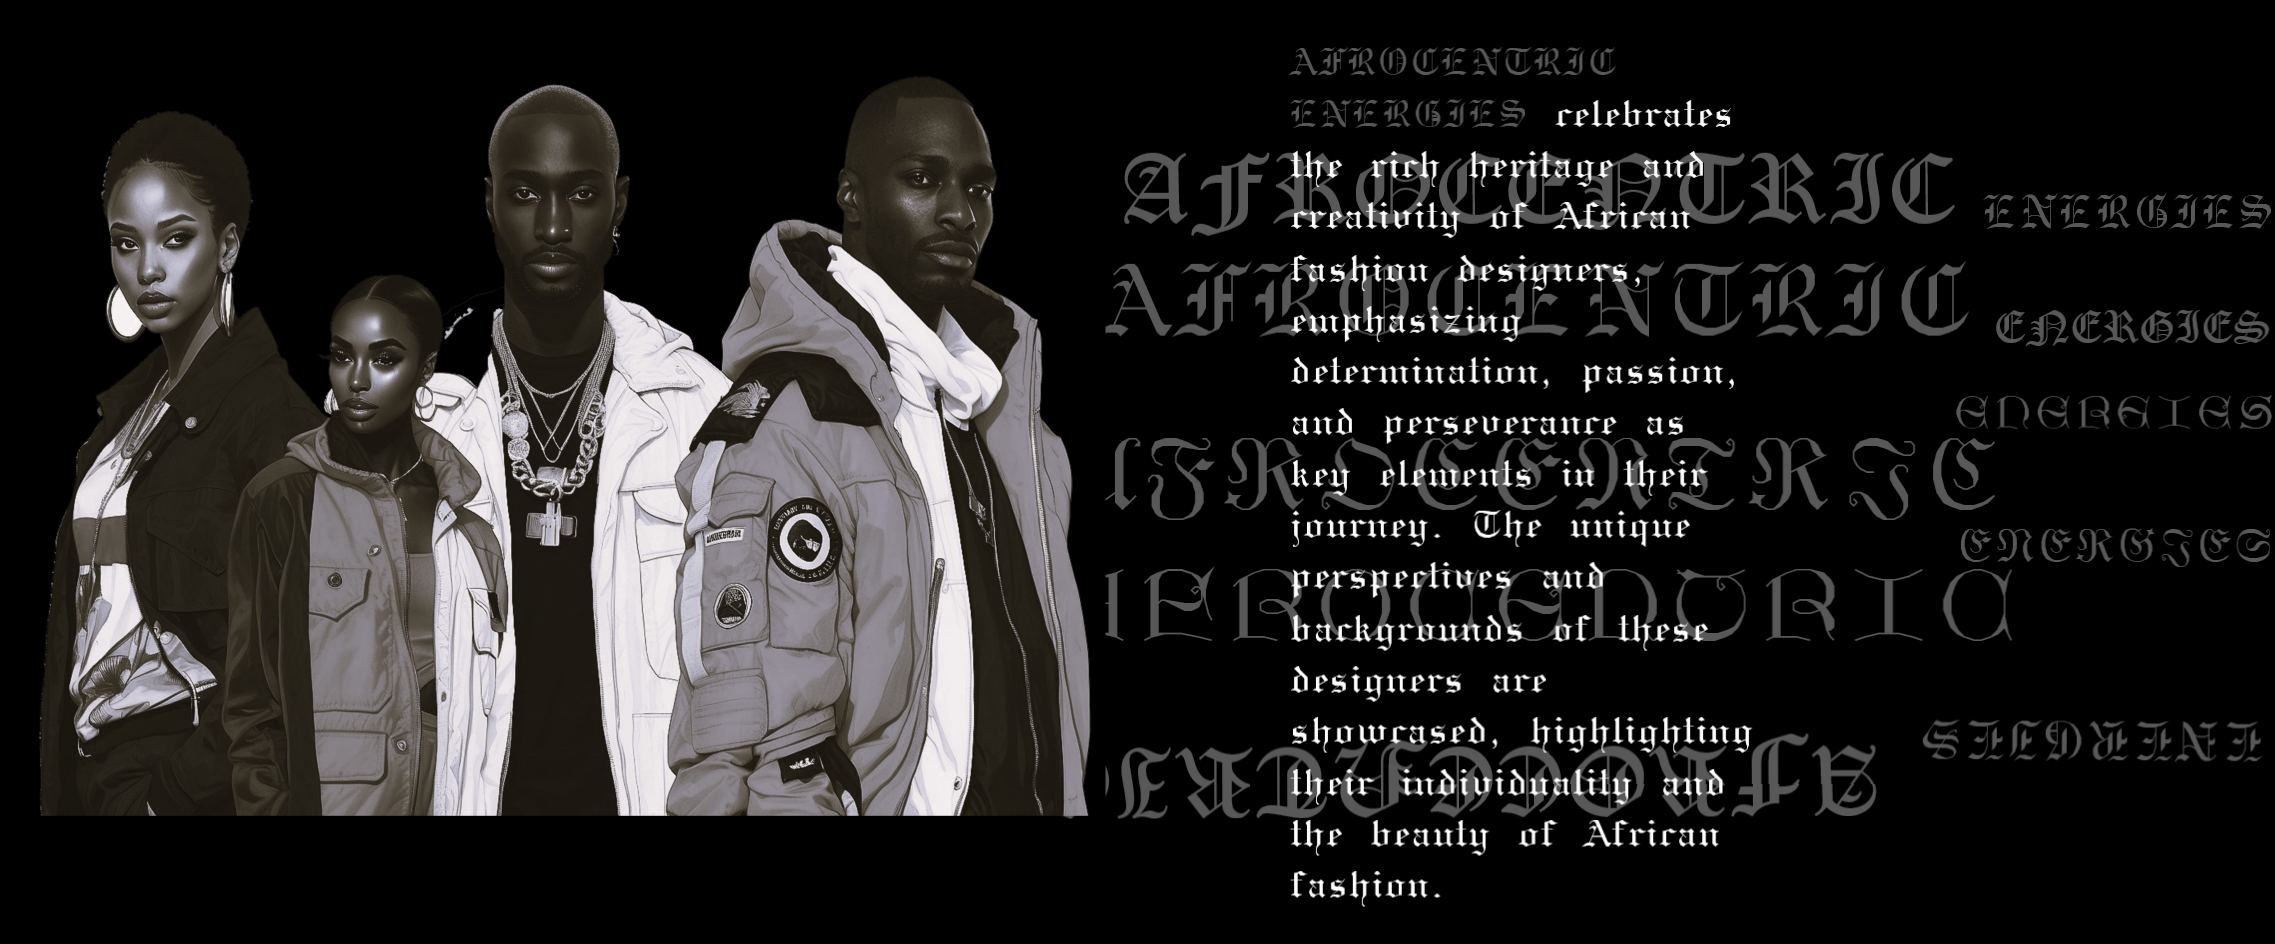 AFROCENTRIC
ENERGIES celebrates
the rich heritage and
creativity of African
fashion designers,
emphasizing
determination, passion,
and perseverance as
key elements in their
journey. The unique
perspectives and
backgrounds of these
designers are
showcased, highlighting
their individuality and
the beauty of African
fashion.
AFROCENTRIC
ENERGIES
AFROCENTRIC
ENERGIES
ENERGIES
AFROCENTRIC
ENERGIES
AFROCENTRIC
AFROCENTRIC
ENERGIES